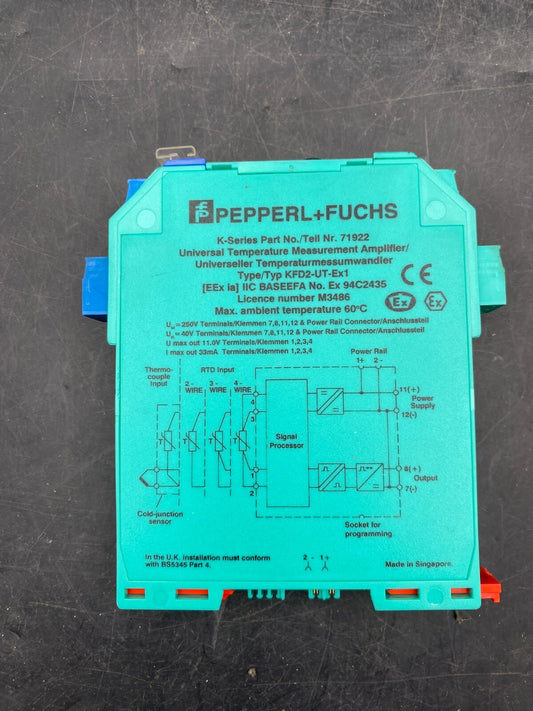 PEPPERL+FUCHS
K-Series Part No./Teil Nr. 71922
Universal Temperature Measurement Amplifier/
Universeller Temperaturmessumwandler
Type/Typ KFD2-UT-Ex1
[EEx ia] IIC BASEEFA No. Ex 94C2435
Licence number M3486
Max. ambient temperature 60°C
CE
Ex
Ex
=250V Terminals/Klemmen 7,8,11,12 & Power Rail Connector/Anschlussteil
=40V Terminals/Klemmen 7,8,11,12 & Power Rail Connector/Anschlussteil
U max out 11.0V Terminals/Klemmen 1,2,3,4
I max out 33mA Terminals/Klemmen 1,2,3,4
Power Rail
1+ 2 -
Thermo-
couple
Input
RTD Input
2 -
WIRE
3 -
WIRE
4 -
WIRE
4
3
11(+)
Power
Supply
12(-)
Signal
Processor
T
T
T
T
8(+)
Output
7(-)
2
Cold-junction
sensor
Socket for
programming
In the U.K. installation must conform
with BS5345 Part 4.
2 - 1+
Made in Singapore.